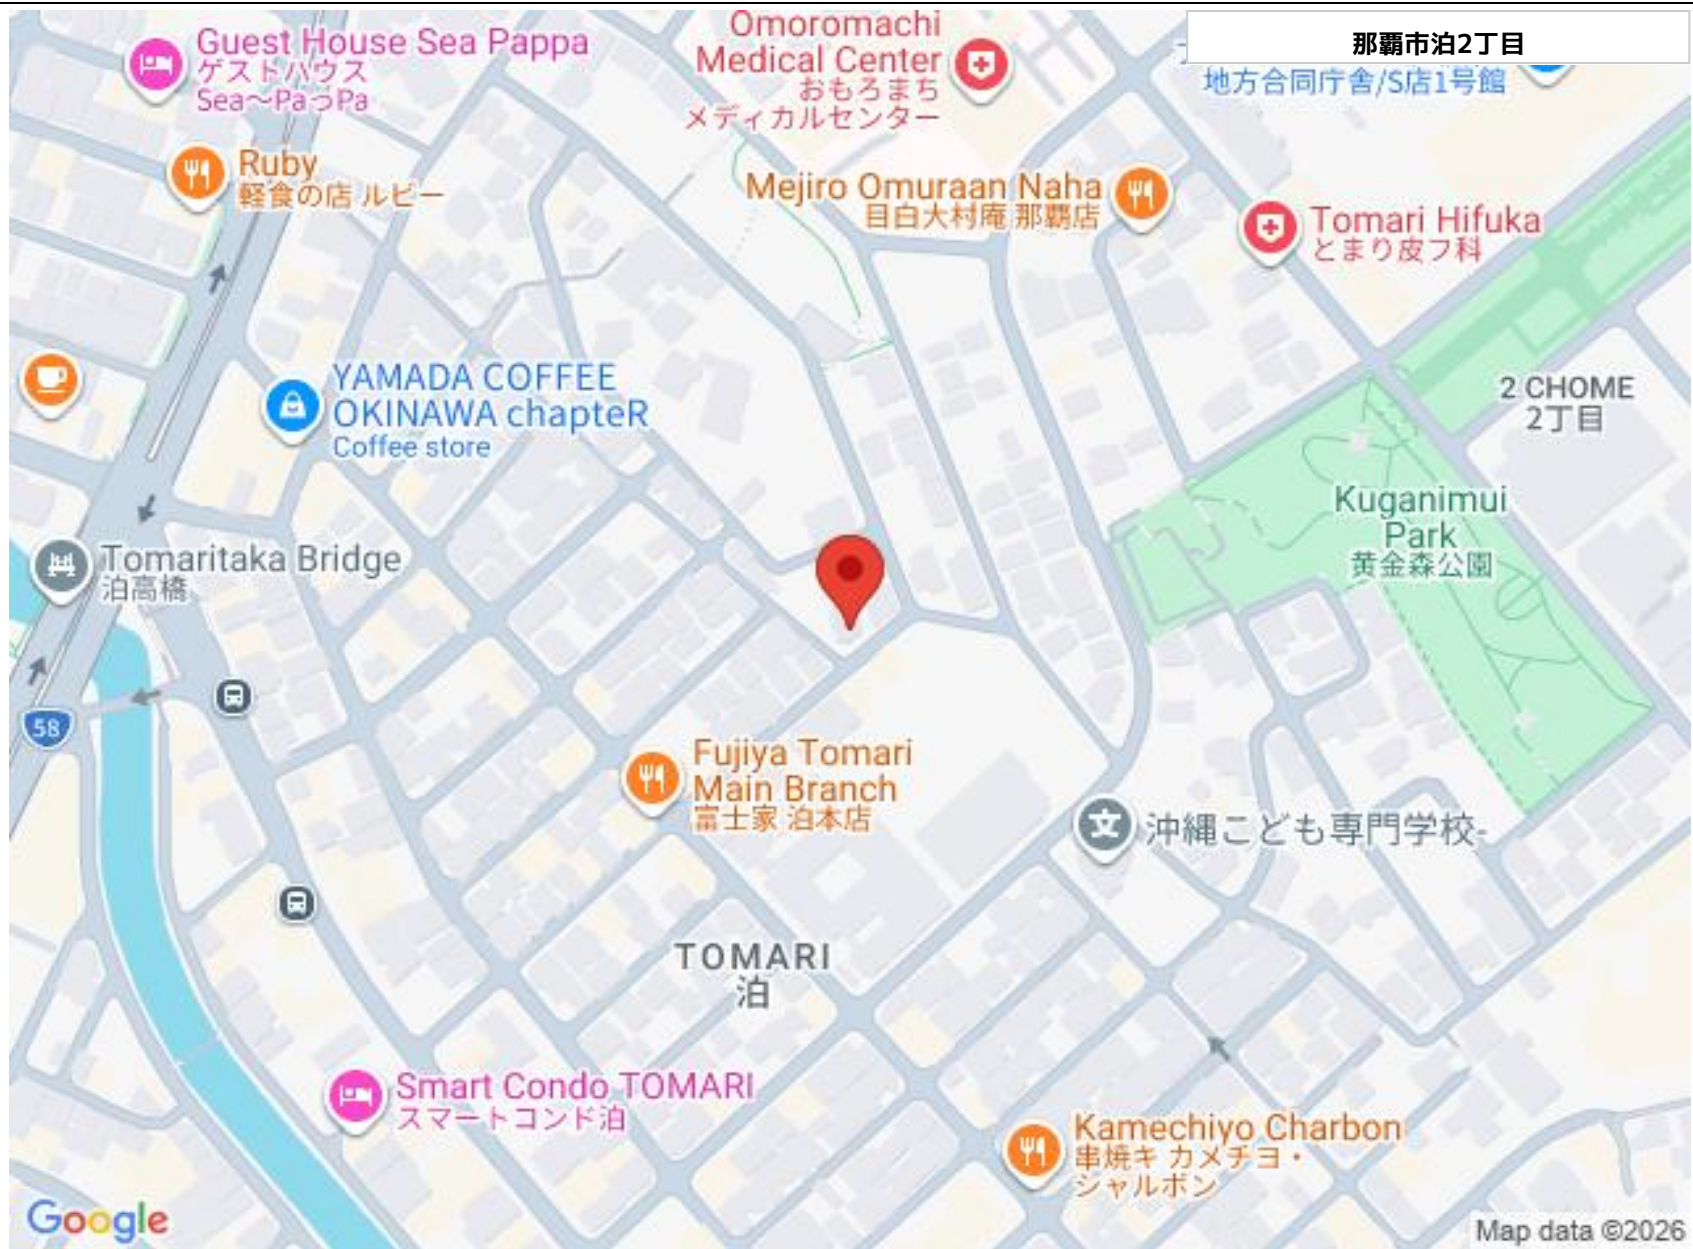 那覇市泊2丁目
Guest House Sea Pappa
ゲストハウス
Sea〜PaっPa
Omoromachi
Medical Center
おもろまち
メディカルセンター
地方合同庁舎/S店1号館
Ruby
軽食の店 ルビー
Mejiro Omuraan Naha
目白大村庵 那覇店
Tomari Hifuka
とまり皮フ科
YAMADA COFFEE
OKINAWA chapteR
Coffee store
2 CHOME
2丁目
Kuganimui
Park
黄金森公園
Tomaritaka Bridge
泊高橋
58
Fujiya Tomari
Main Branch
富士家 泊本店
文
沖縄こども専門学校-
TOMARI
泊
Smart Condo TOMARI
スマートコンド泊
Kamechiyo Charbon
串焼キ カメチヨ・
シャルボン
Google
Map data ©2026